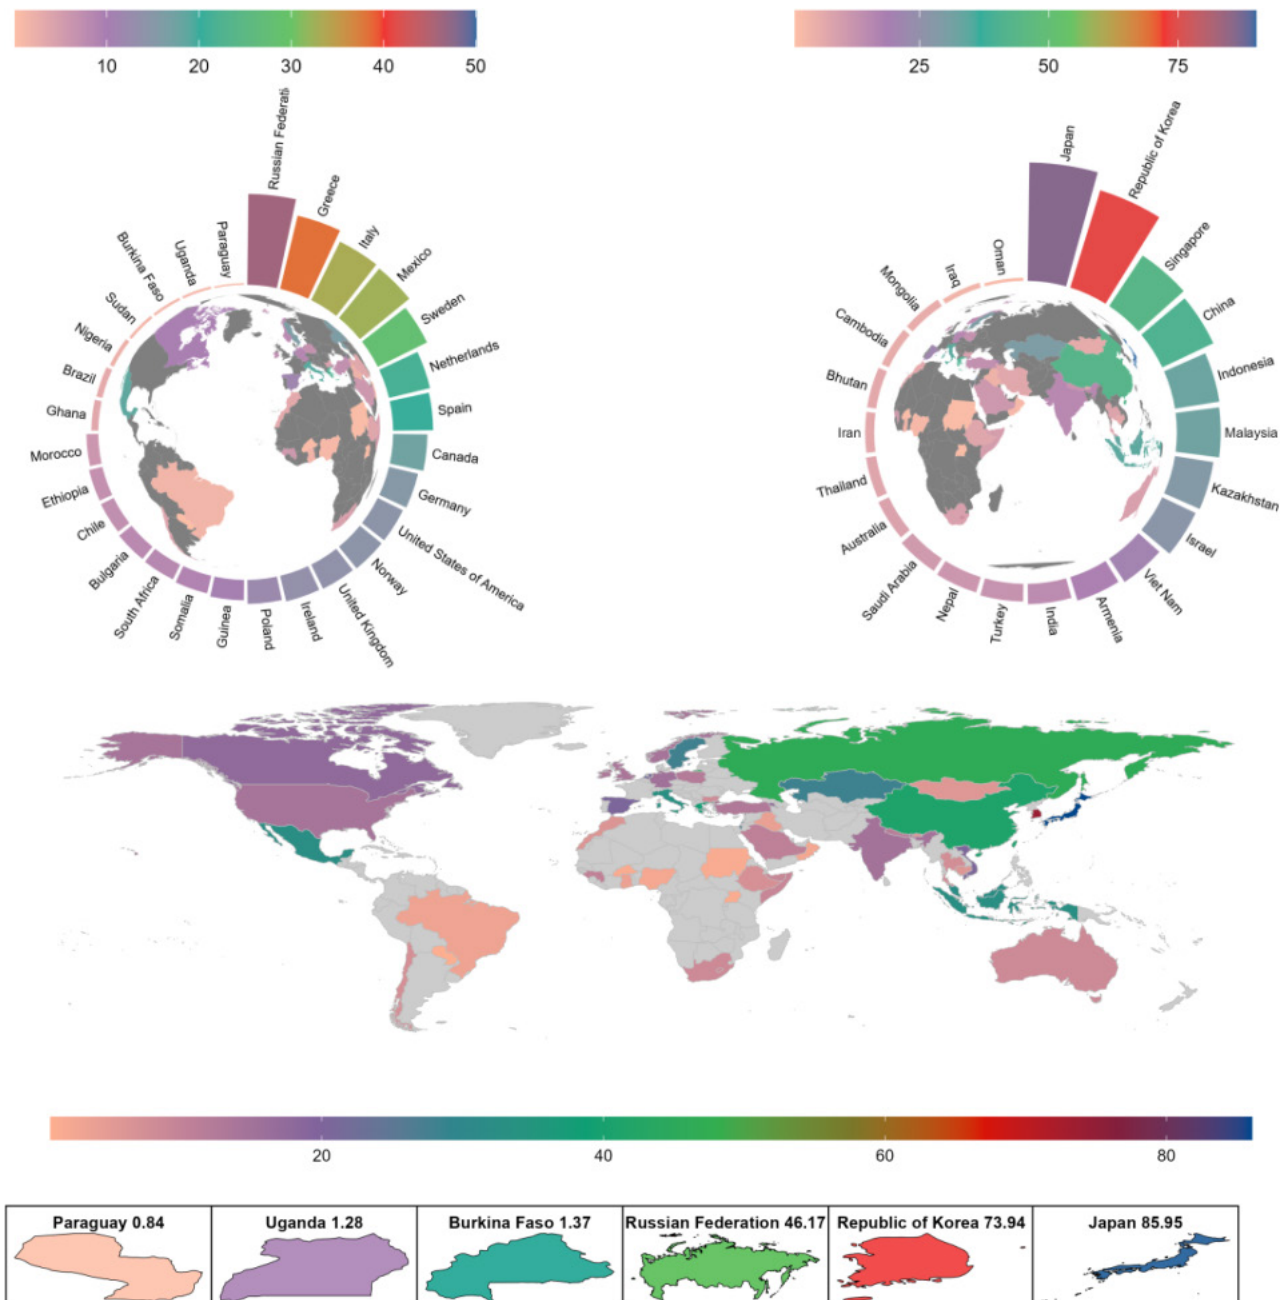 10 20 30 40 50
25 50 75
Russian Federati
Greece
Italy
Mexico
Sweden
Netherlands
Spain
Canada
Germany
United States of America
Norway
United Kingdom
Ireland
Poland
Guinea
Somalia
South Africa
Bulgaria
Chile
Ethiopia
Morocco
Ghana
Brazil
Nigeria
Sudan
Burkina Faso
Uganda
Paraguay
Japan
Republic of Korea
Singapore
China
Indonesia
Malaysia
Kazakhstan
Israel
Viet Nam
Armenia
India
Turkey
Nepal
Saudi Arabia
Australia
Thailand
Iran
Bhutan
Cambodia
Mongolia
Iraq
Oman
20 40 60 80
Paraguay 0.84
Uganda 1.28
Burkina Faso 1.37
Russian Federation 46.17
Republic of Korea 73.94
Japan 85.95